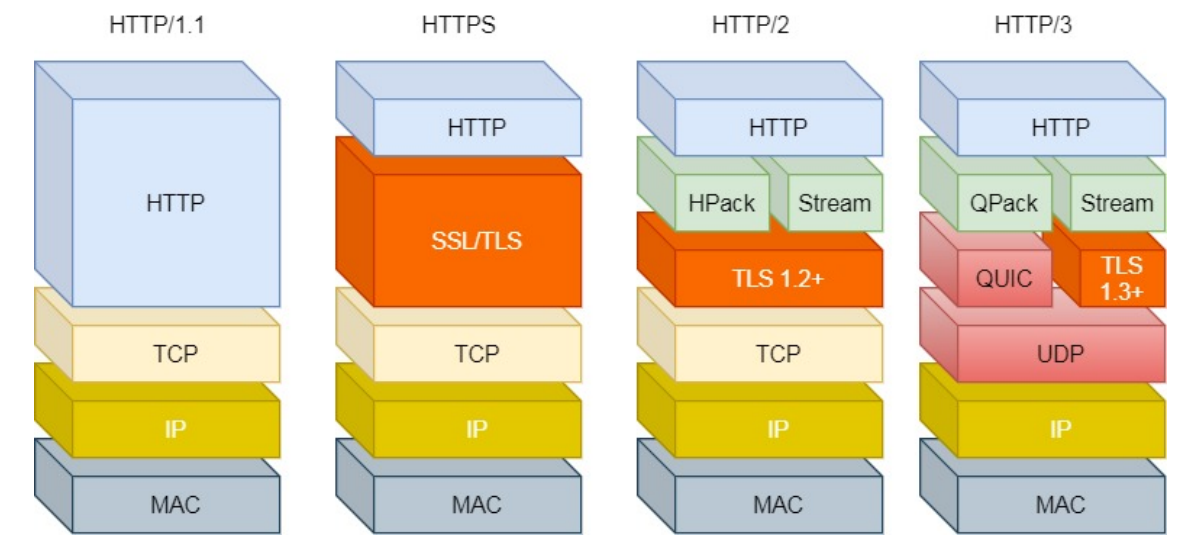 HTTP/1.1
HTTPS
HTTP/2
HTTP/3
HTTP
TCP
IP
MAC
HTTP
SSL/TLS
TCP
IP
MAC
HTTP
HPack
Stream
TLS 1.2+
TCP
IP
MAC
HTTP
QPack
Stream
QUIC
TLS
1.3+
UDP
IP
MAC